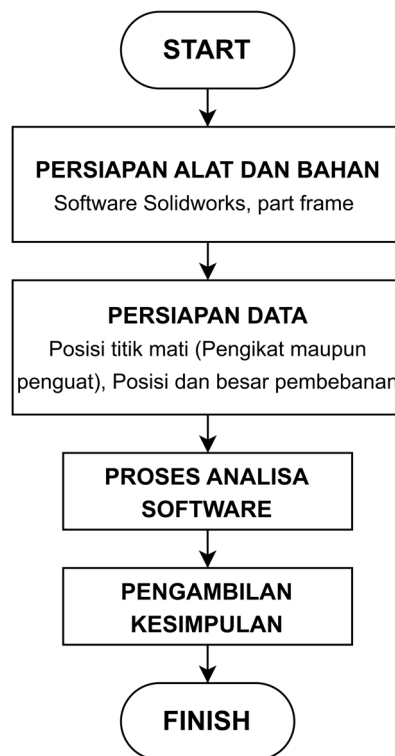 START
PERSIAPAN ALAT DAN BAHAN
Software Solidworks, part frame
PERSIAPAN DATA
Posisi titik mati (Pengikat maupun
penguat), Posisi dan besar pembebanan
PROSES ANALISA
SOFTWARE
PENGAMBILAN
KESIMPULAN
FINISH